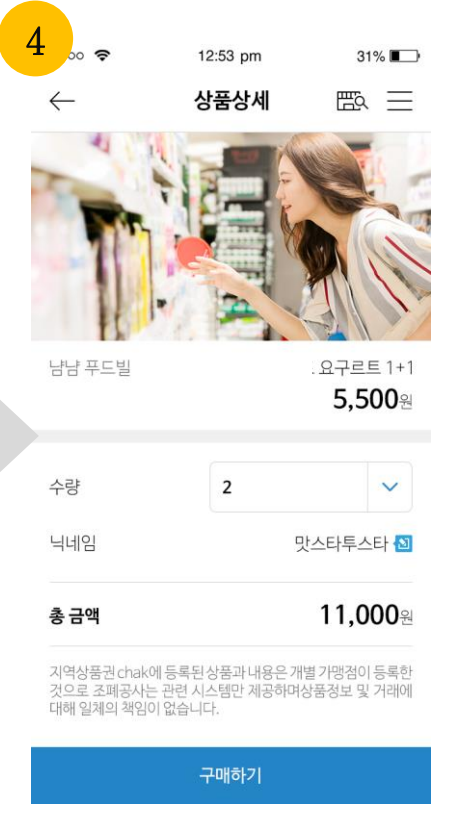 4
12:53 pm 31%
상품상세
냠냠 푸드빌 . 요구르트 1+1
5,500원
수량 2
닉네임 맛스타투스타
총 금액 11,000원
지역상품권 chak에 등록된 상품과 내용은 개별 가맹점이 등록한
것으로 조폐공사는 관련 시스템만 제공하며상품정보 및 거래에
대해 일체의 책임이 없습니다.
구매하기